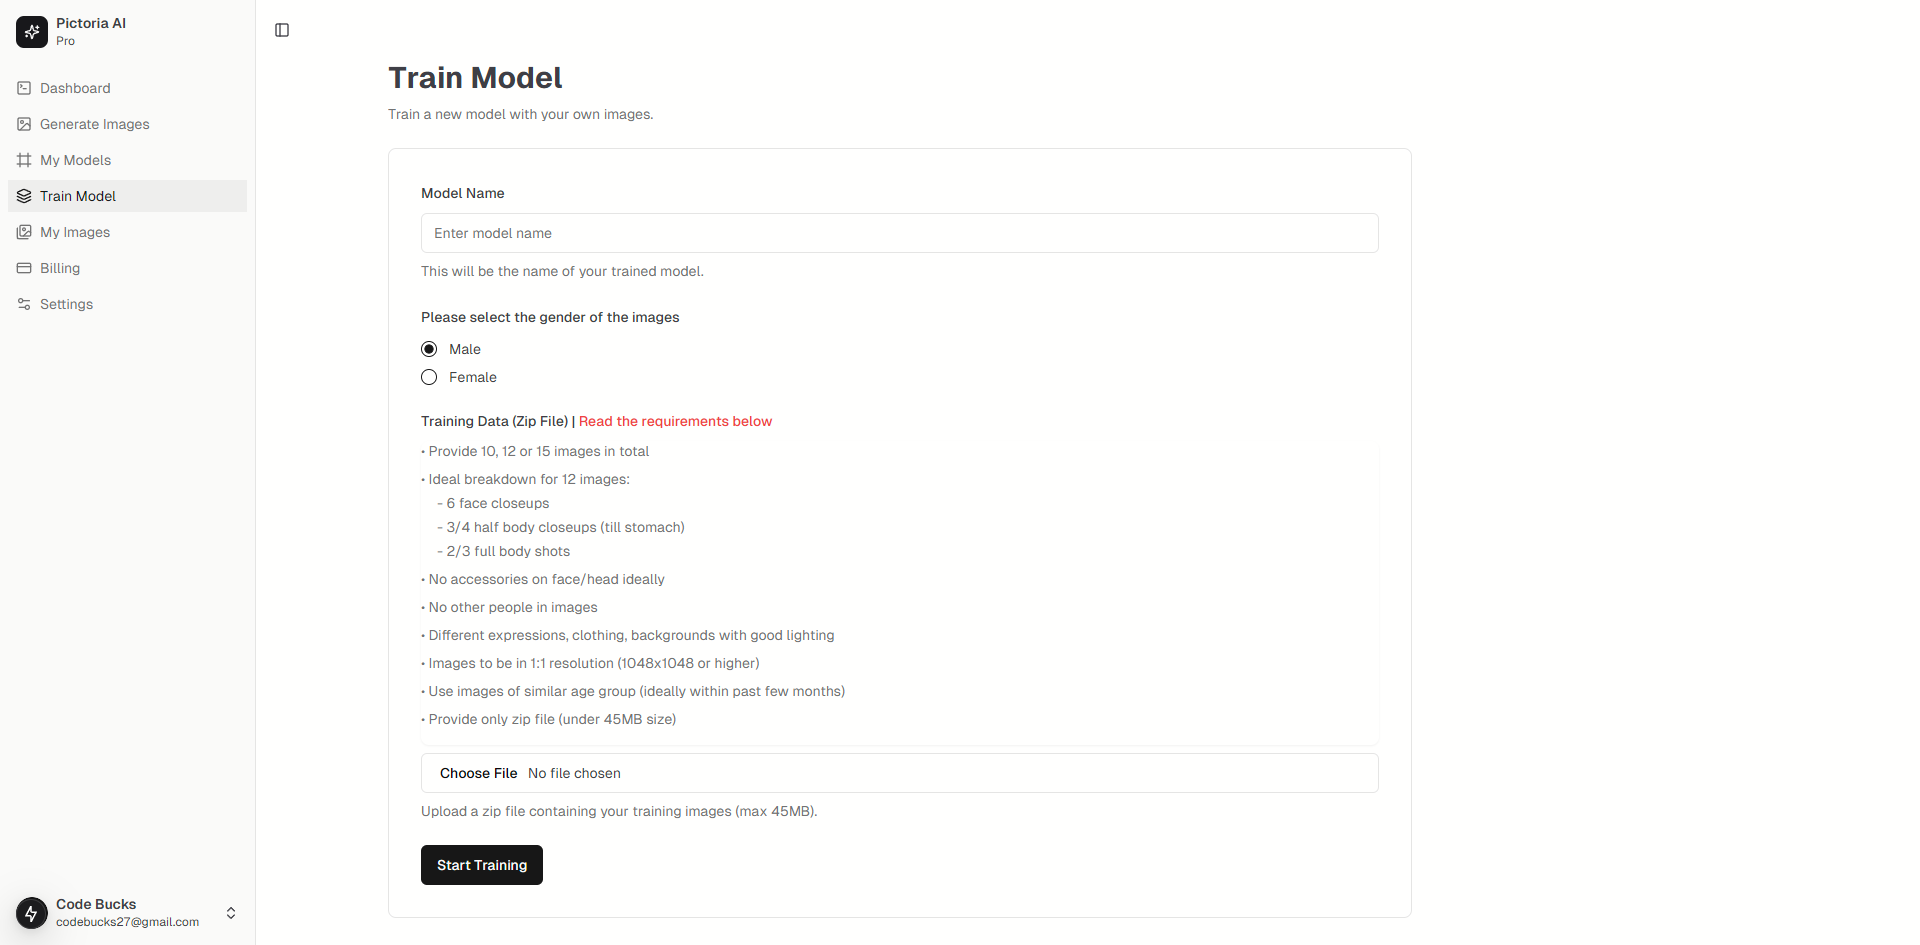 Pictoria AI
Pro
Dashboard
Generate Images
My Models
Train Model
My Images
Billing
Settings
Code Bucks
codebucks27@gmail.com
Train Model
Train a new model with your own images.
Model Name
Enter model name
This will be the name of your trained model.
Please select the gender of the images
Male
Female
Training Data (Zip File) | Read the requirements below
• Provide 10, 12 or 15 images in total
• Ideal breakdown for 12 images:
- 6 face closeups
- 3/4 half body closeups (till stomach)
- 2/3 full body shots
• No accessories on face/head ideally
• No other people in images
• Different expressions, clothing, backgrounds with good lighting
• Images to be in 1:1 resolution (1048x1048 or higher)
• Use images of similar age group (ideally within past few months)
• Provide only zip file (under 45MB size)
Choose File No file chosen
Upload a zip file containing your training images (max 45MB).
Start Training